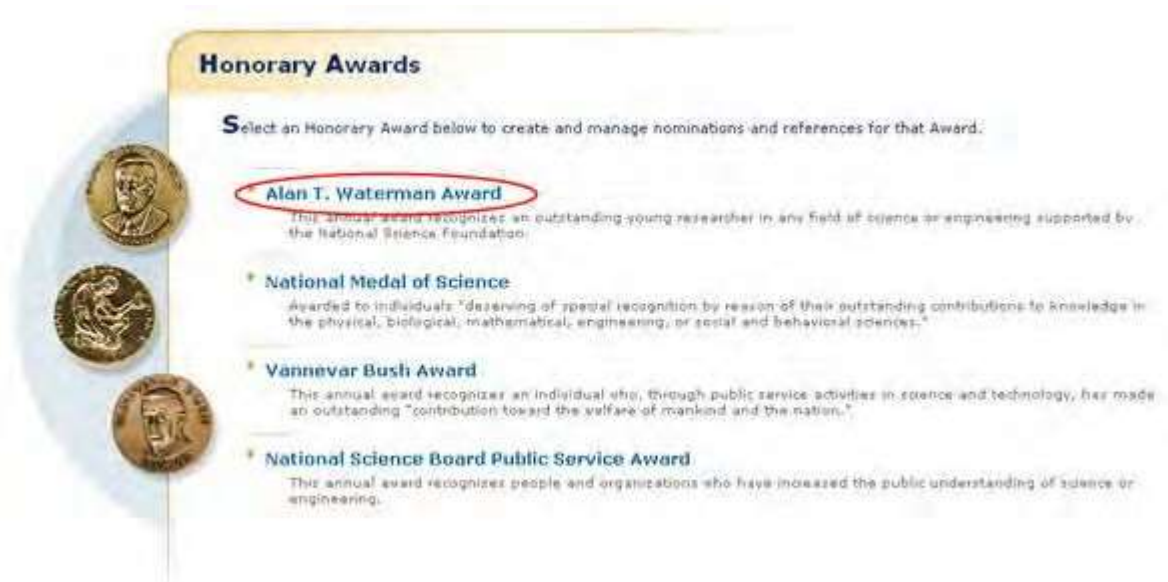 Honorary Awards
Select an Honorary Award below to create and manage nominations and references for that Award.
Alan T. Waterman Award
This annual award recognizes an outstanding young researcher in any field of science or engineering supported by
the National Science Foundation.
National Medal of Science
Awarded to individuals "deserving of special recognition by reason of their outstanding contributions to knowledge in
the physical, biological, mathematical, engineering, or social and behavioral sciences."
Vannevar Bush Award
This annual award recognizes an individual who, through public service activities in science and technology, has made
an outstanding "contribution toward the welfare of mankind and the nation."
National Science Board Public Service Award
This annual award recognizes people and organizations who have increased the public understanding of science or
engineering.